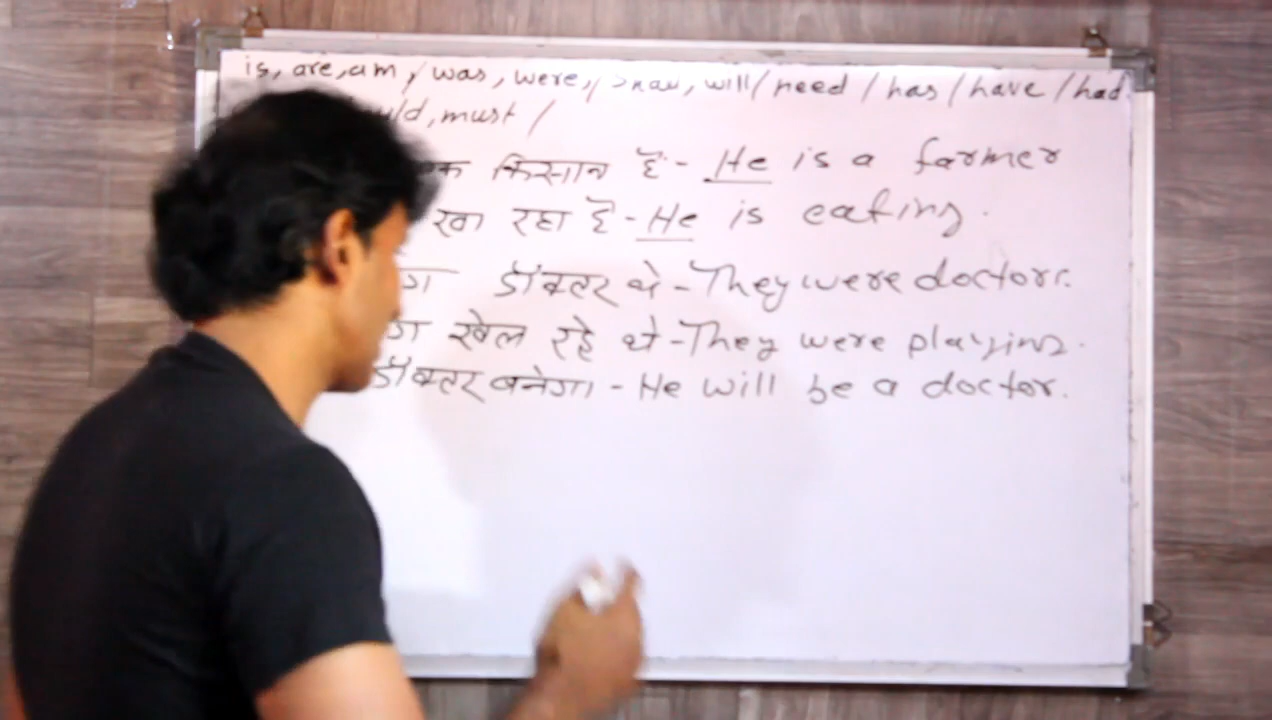 is, are, am, / was, were, / shall, will / need / has / have / had
must /
किसान है - He is a farmer
खा रहा है - He is eating.
डॉक्टर थे - They were doctors.
खेल रहे थे - They were playing.
डॉक्टर बनेगा - He will be a doctor.